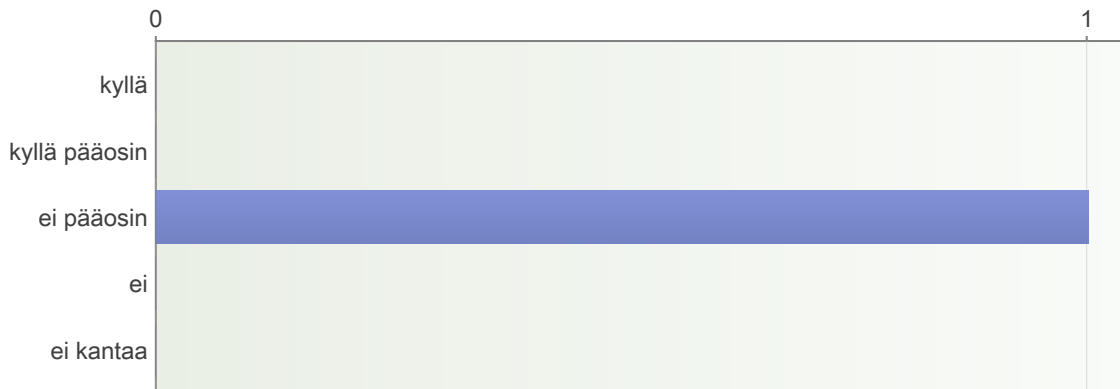 0 1
kyllä
kyllä pääosin
ei pääosin
ei
ei kantaa